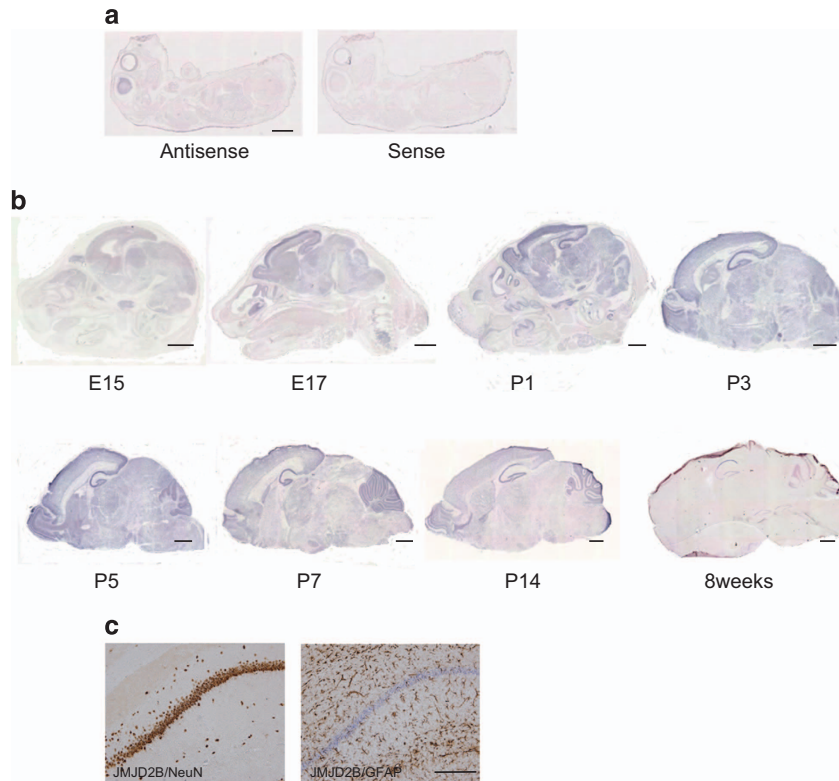 a
Antisense Sense
b
E15 E17 P1 P3
P5 P7 P14 8weeks
c
JMJD2B/NeuN JMJD2B/GFAP